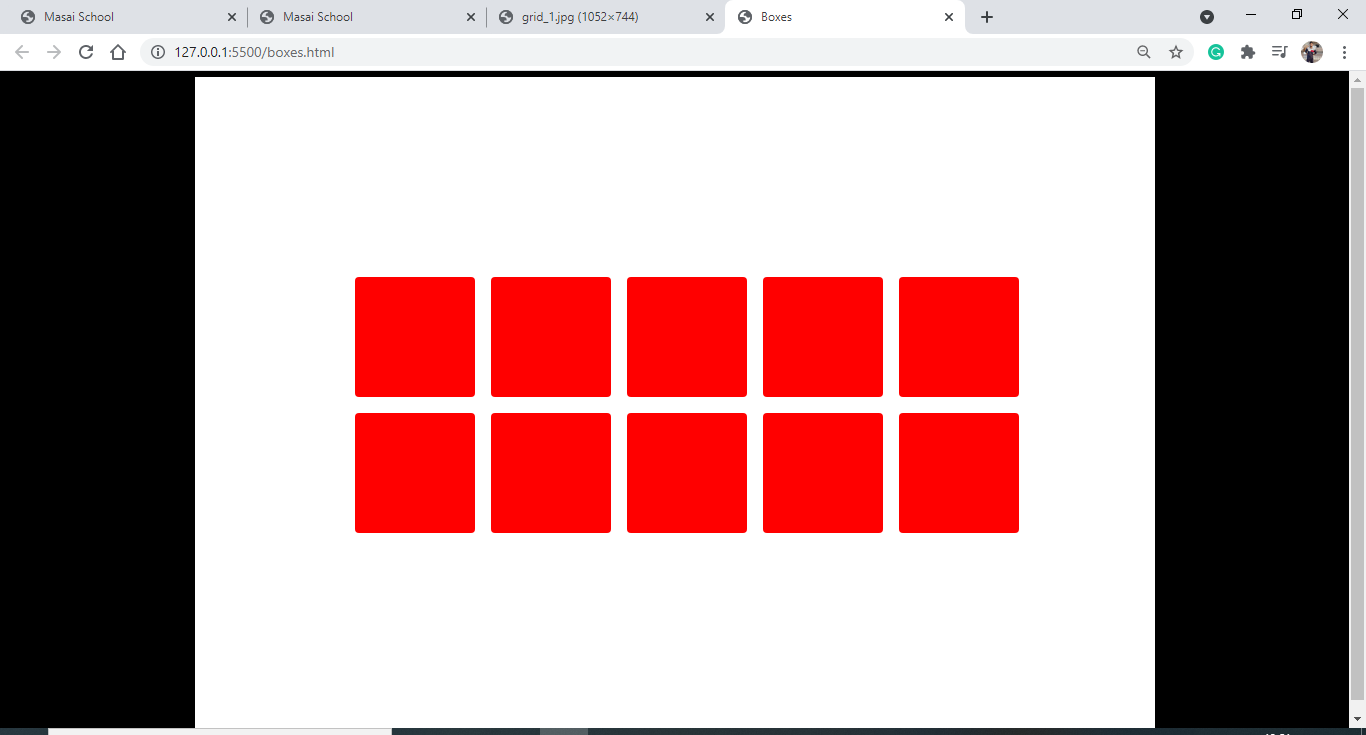 Masai School
Masai School
grid_1.jpg (1052×744)
Boxes
127.0.0.1:5500/boxes.html